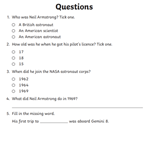 Questions
1. Who was Neil Armstrong? Tick one.
A British astronaut
An American scientist
An American astronaut
2. How old was he when he got his pilot's licence? Tick one.
17
18
15
3. When did he join the NASA astronaut corps?
1962
1964
1969
4. What did Neil Armstrong do in 1969?
5. Fill in the missing word.
His first trip to ____________ was aboard Gemini 8.